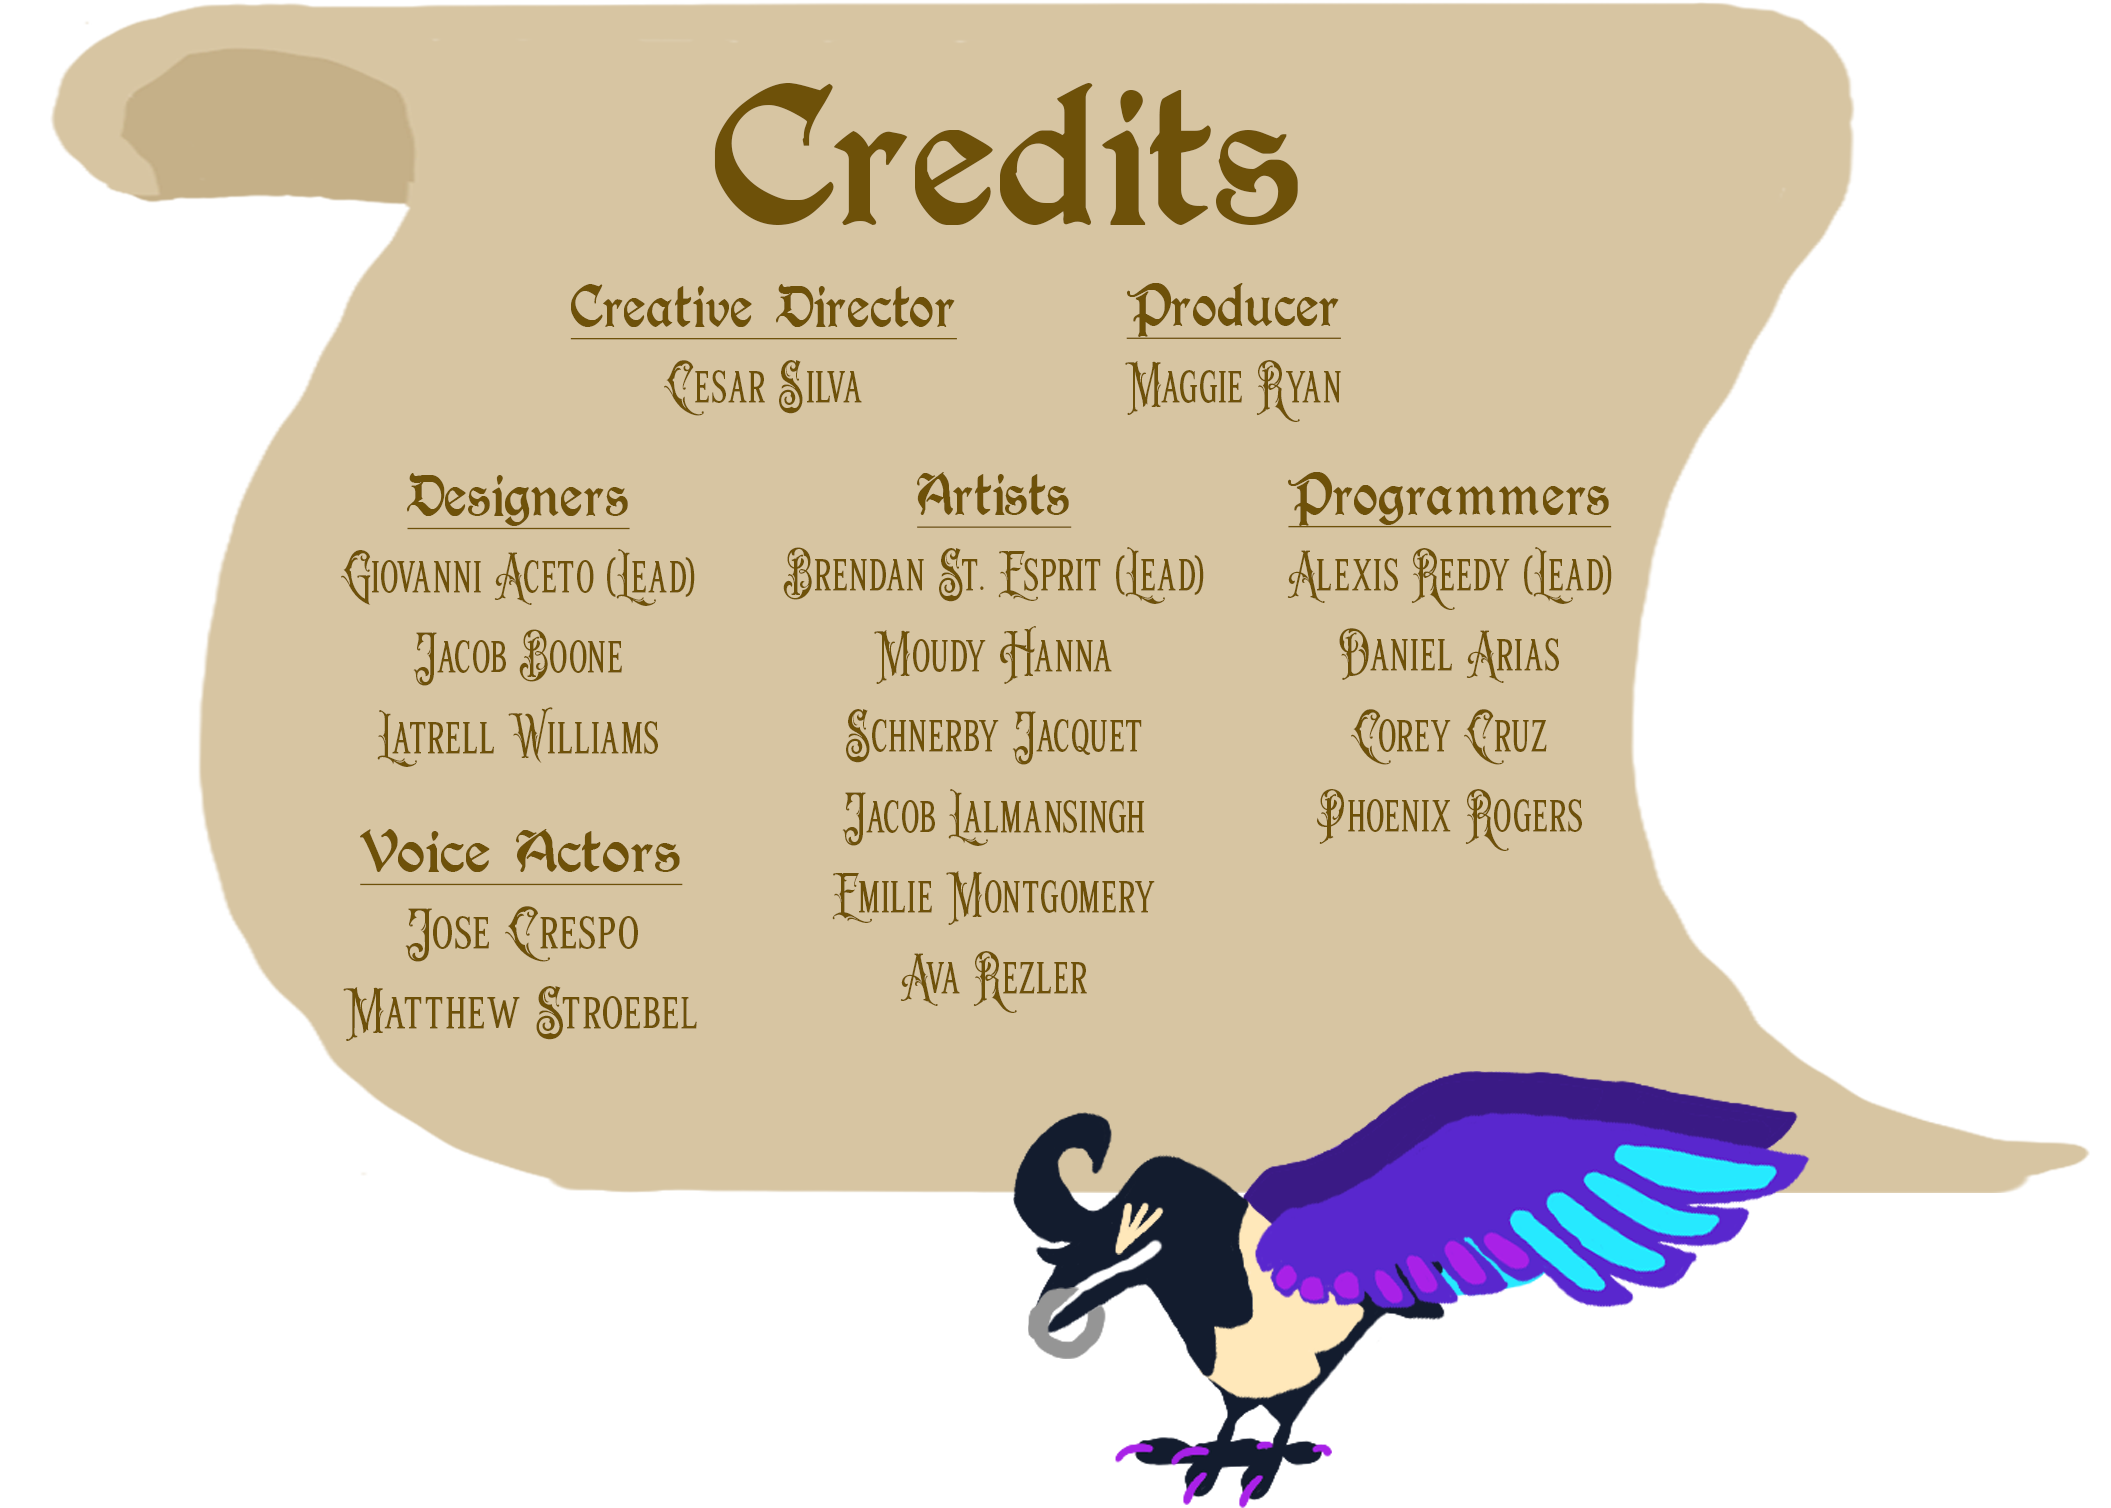 Credits
Creative Director
Cesar Silva
Producer
Maggie Ryan
Designers
Giovanni Aceto (Lead)
Jacob Boone
Latrell Williams
Voice Actors
Jose Crespo
Matthew Stroebel
Artists
Brendan St. Esprit (Lead)
Moudy Hanna
Schnerby Jacquet
Jacob Lalmansingh
Emilie Montgomery
Ava Rezler
Programmers
Alexis Reedy (Lead)
Daniel Arias
Corey Cruz
Phoenix Rogers